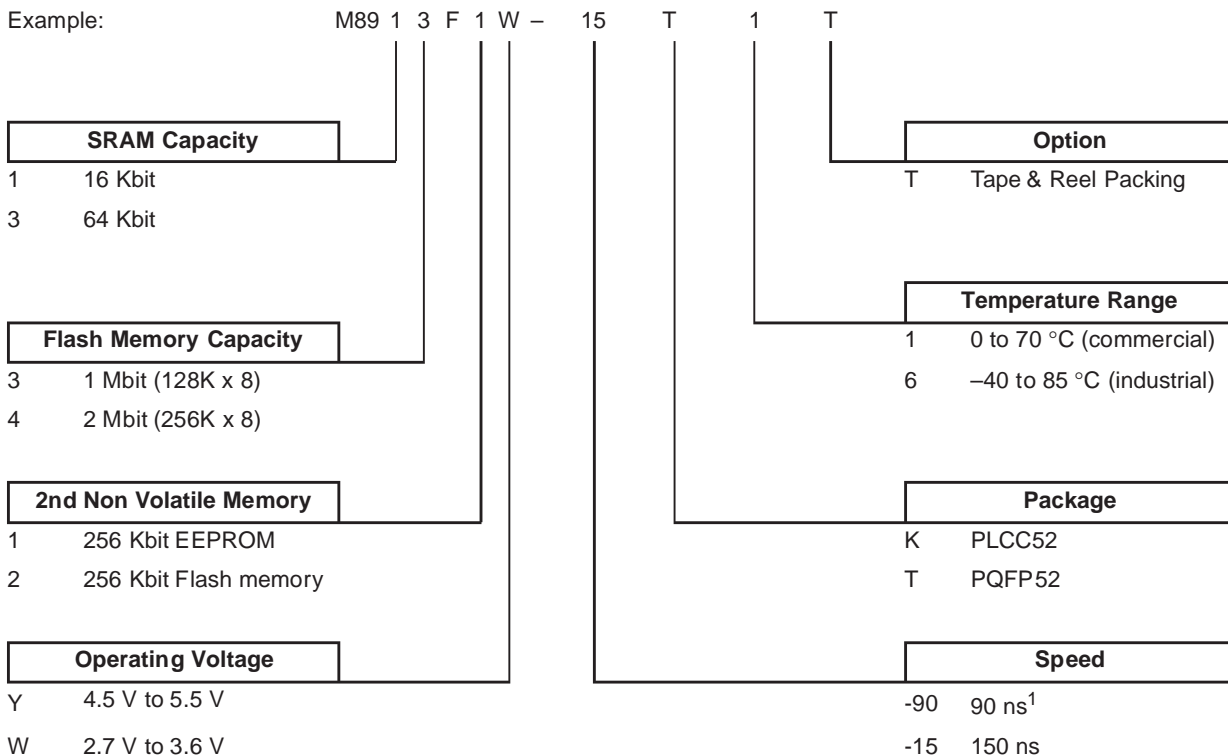 Example: M89 1 3 F 1 W – 15 T 1 T
SRAM Capacity
1 16 Kbit
3 64 Kbit
Flash Memory Capacity
3 1 Mbit (128K x 8)
4 2 Mbit (256K x 8)
2nd Non Volatile Memory
1 256 Kbit EEPROM
2 256 Kbit Flash memory
Operating Voltage
Y 4.5 V to 5.5 V
W 2.7 V to 3.6 V
Option
T Tape & Reel Packing
Temperature Range
1 0 to 70 °C (commercial)
6 –40 to 85 °C (industrial)
Package
K PLCC52
T PQFP52
Speed
-90 90 ns¹
-15 150 ns